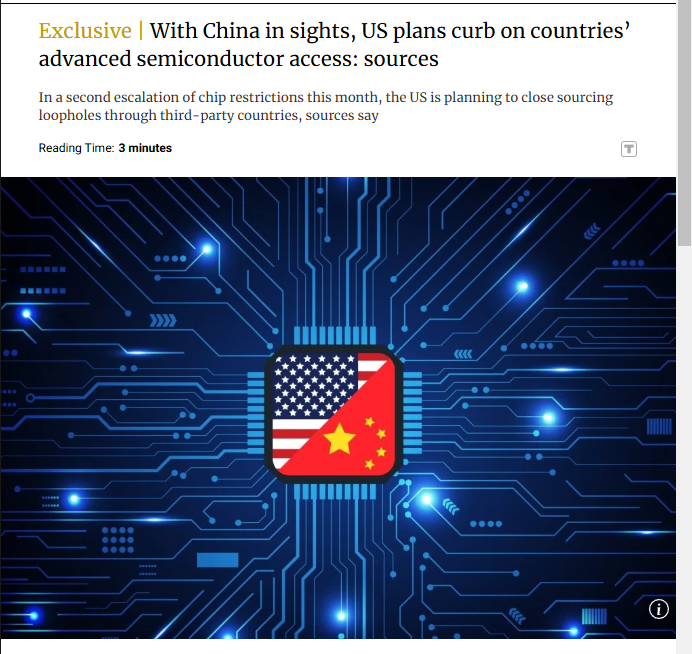 Exclusive | With China in sights, US plans curb on countries’
advanced semiconductor access: sources
In a second escalation of chip restrictions this month, the US is planning to close sourcing
loopholes through third-party countries, sources say
Reading Time: 3 minutes
T
i